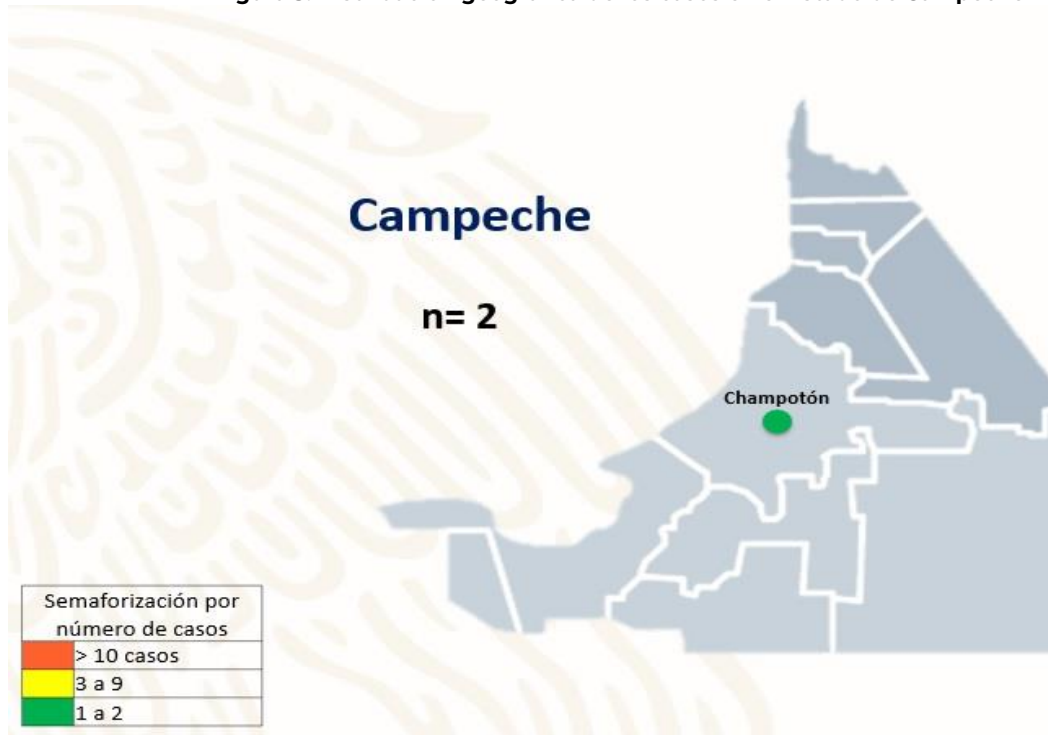 Campeche
n= 2
Champotón
Semaforización por
número de casos
> 10 casos
3 a 9
1 a 2